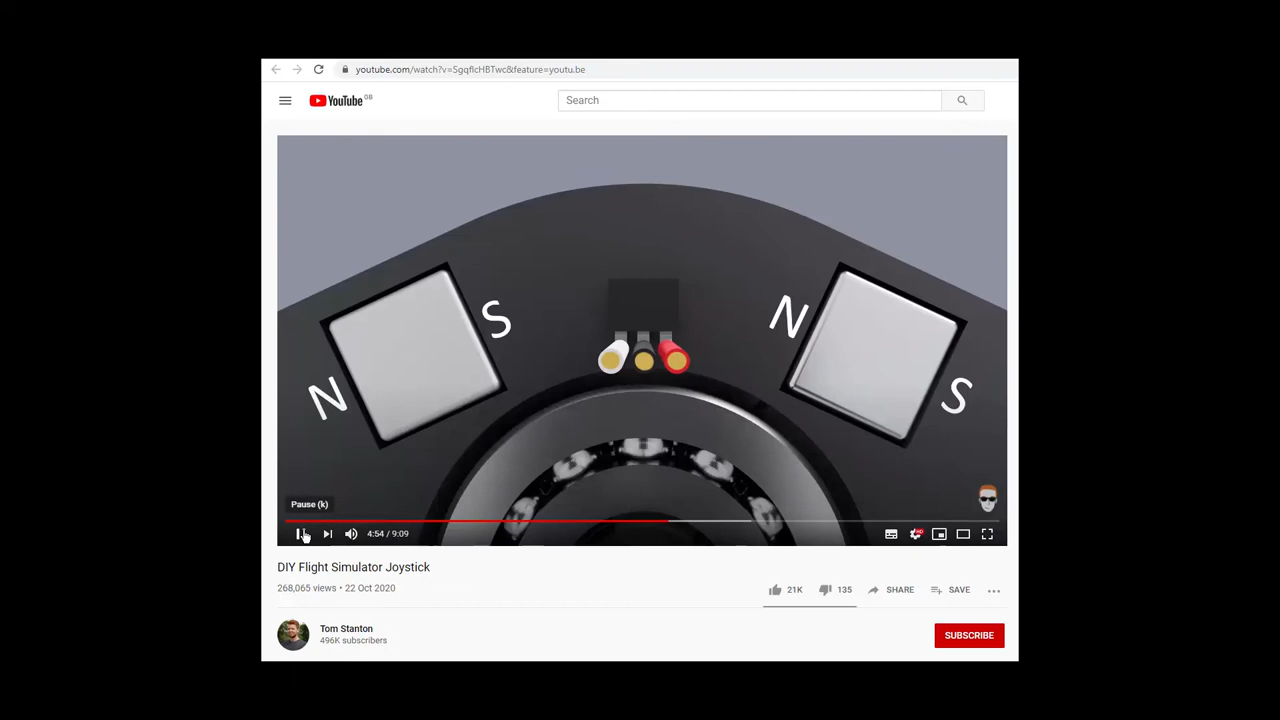 youtube.com/watch?v=SgqflcHBTwc&feature=youtu.be
YouTube GB
Search
N S
N S
Pause (k)
4:54 / 9:09
HD
DIY Flight Simulator Joystick
268,065 views • 22 Oct 2020
21K 135 SHARE SAVE
Tom Stanton
496K subscribers
SUBSCRIBE